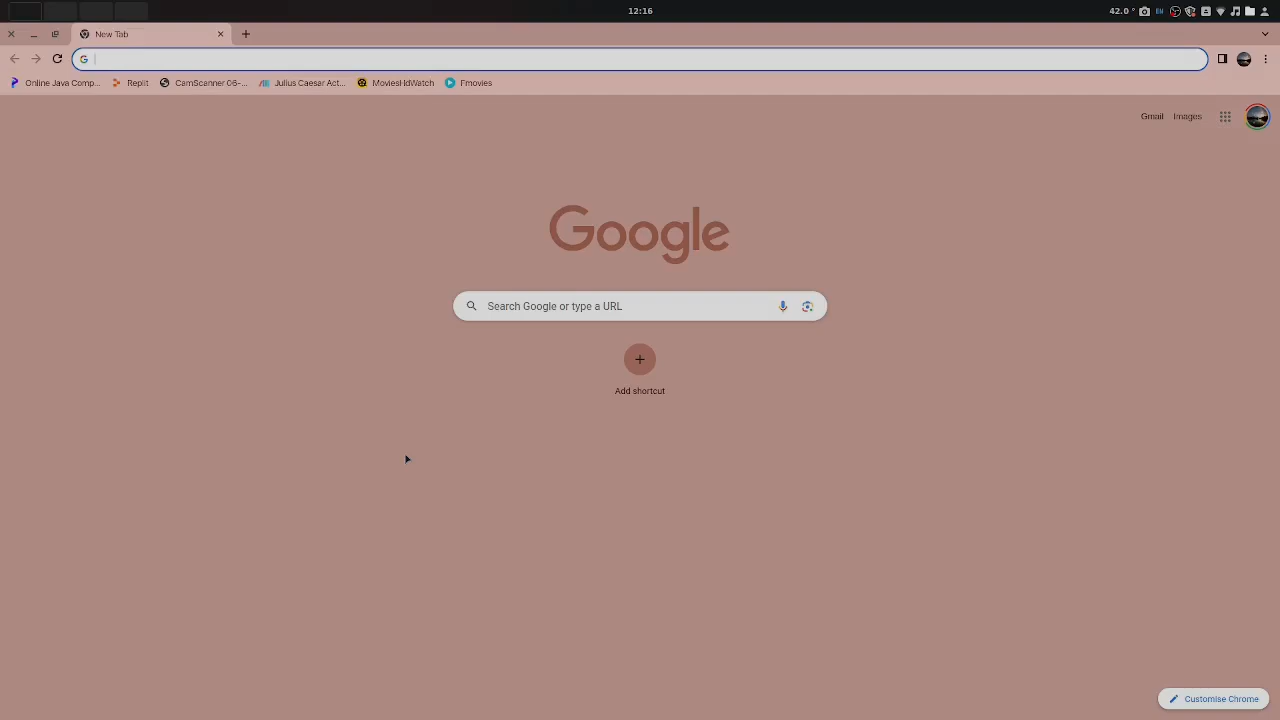 12:16
42.0 °
EN
New Tab
Online Java Comp...
Replit
CamScanner 06-...
Julius Caesar Act...
MoviesHdWatch
Fmovies
Gmail
Images
Google
Search Google or type a URL
Add shortcut
Customise Chrome